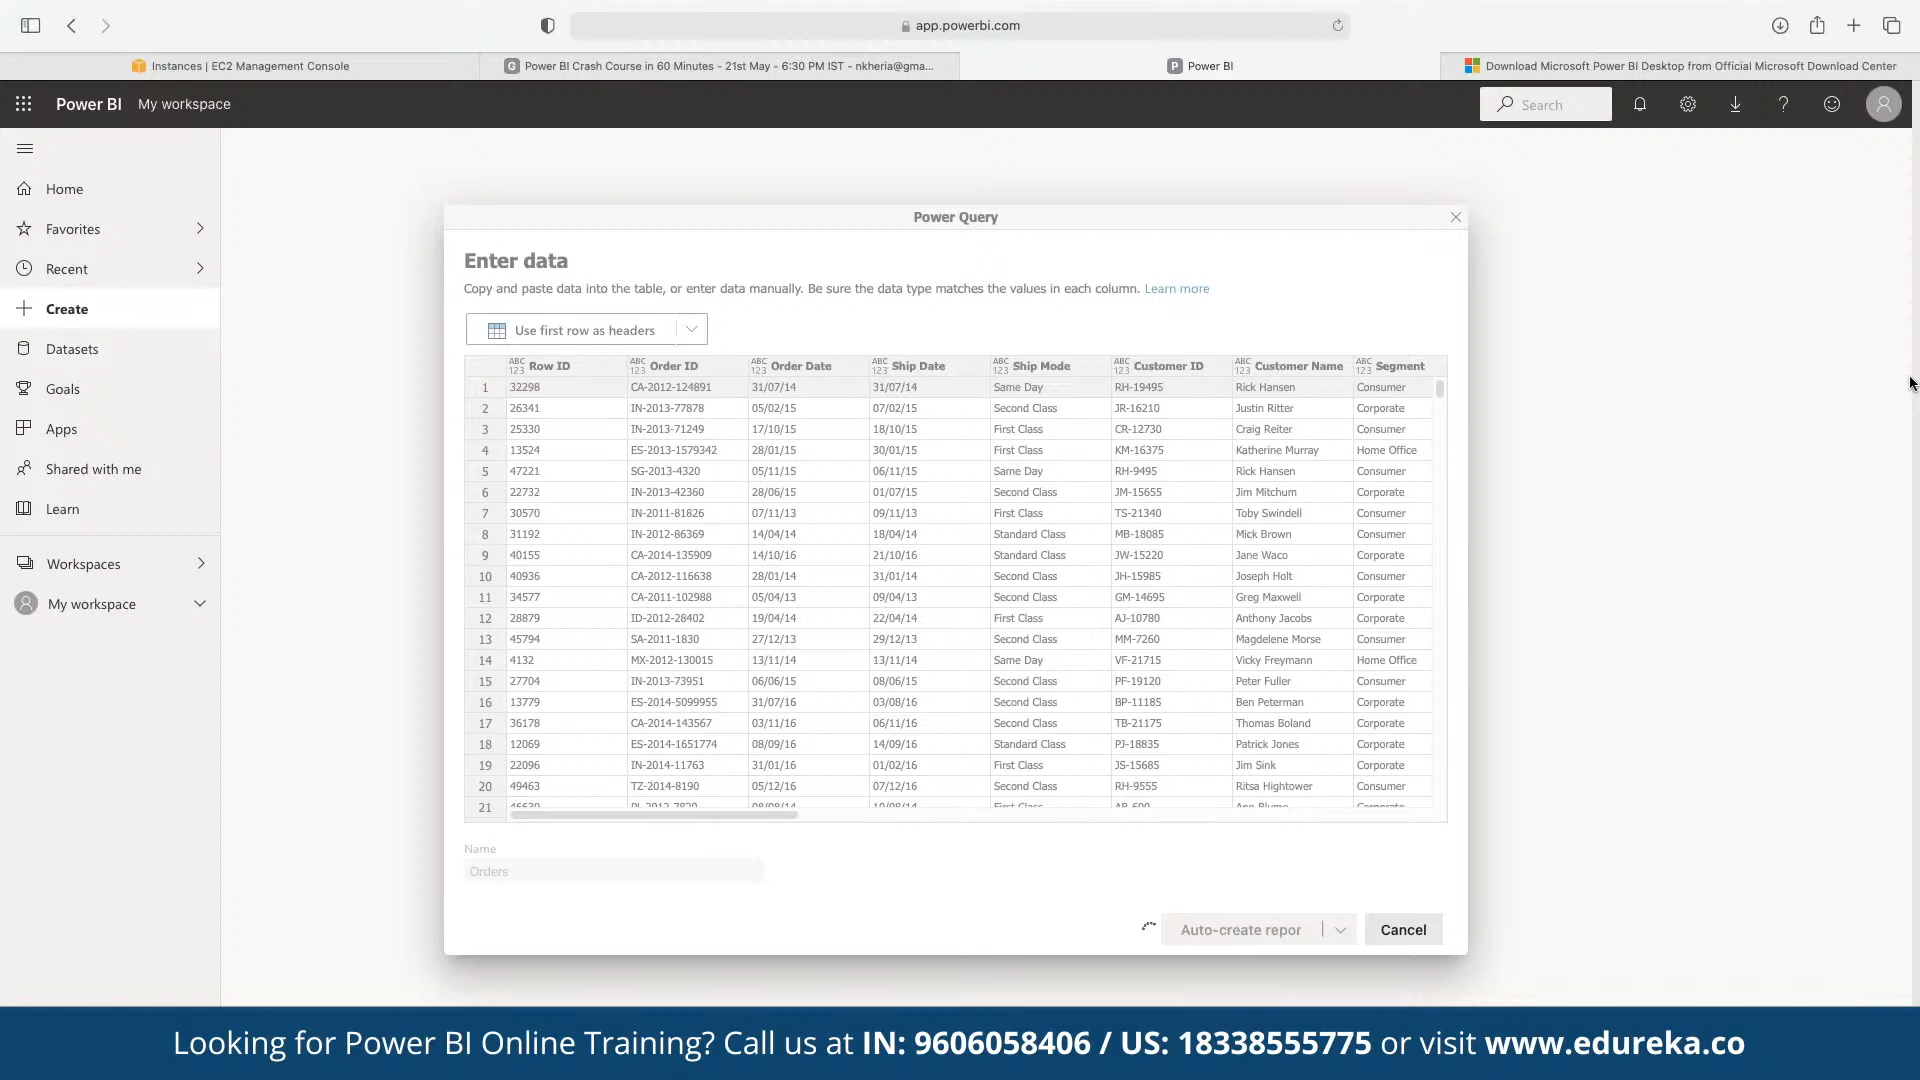 app.powerbi.com
Instances | EC2 Management Console
G Power BI Crash Course in 60 Minutes - 21st May - 6:30 PM IST - nkheria@gma...
P Power BI
Download Microsoft Power BI Desktop from Official Microsoft Download Center
Power BI My workspace
Search
Home
Favorites
Recent
Create
Datasets
Goals
Apps
Shared with me
Learn
Workspaces
My workspace
Power Query
Enter data
Copy and paste data into the table, or enter data manually. Be sure the data type matches the values in each column. Learn more
Use first row as headers
ABC 123 Row ID ABC 123 Order ID ABC 123 Order Date ABC 123 Ship Date ABC 123 Ship Mode ABC 123 Customer ID ABC 123 Customer Name ABC 123 Segment
1 32298 CA-2012-124891 31/07/14 31/07/14 Same Day RH-19495 Rick Hansen Consumer
2 26341 IN-2013-77878 05/02/15 07/02/15 Second Class JR-16210 Justin Ritter Corporate
3 25330 IN-2013-71249 17/10/15 18/10/15 First Class CR-12730 Craig Reiter Consumer
4 13524 ES-2013-1579342 28/01/15 30/01/15 First Class KM-16375 Katherine Murray Home Office
5 47221 SG-2013-4320 05/11/15 06/11/15 Same Day RH-9495 Rick Hansen Consumer
6 22732 IN-2013-42360 28/06/15 01/07/15 Second Class JM-15655 Jim Mitchum Corporate
7 30570 IN-2011-81826 07/11/13 09/11/13 First Class TS-21340 Toby Swindell Consumer
8 31192 IN-2012-86369 14/04/14 18/04/14 Standard Class MB-18085 Mick Brown Consumer
9 40155 CA-2014-135909 14/10/16 21/10/16 Standard Class JW-15220 Jane Waco Corporate
10 40936 CA-2012-116638 28/01/14 31/01/14 Second Class JH-15985 Joseph Holt Consumer
11 34577 CA-2011-102988 05/04/13 09/04/13 Second Class GM-14695 Greg Maxwell Corporate
12 28879 ID-2012-28402 19/04/14 22/04/14 First Class AJ-10780 Anthony Jacobs Corporate
13 45794 SA-2011-1830 27/12/13 29/12/13 Second Class MM-7260 Magdelene Morse Consumer
14 4132 MX-2012-130015 13/11/14 13/11/14 Same Day VF-21715 Vicky Freymann Home Office
15 27704 IN-2013-73951 06/06/15 08/06/15 Second Class PF-19120 Peter Fuller Consumer
16 13779 ES-2014-5099955 31/07/16 03/08/16 Second Class BP-11185 Ben Peterman Corporate
17 36178 CA-2014-143567 03/11/16 06/11/16 Second Class TB-21175 Thomas Boland Corporate
18 12069 ES-2014-1651774 08/09/16 14/09/16 Standard Class PJ-18835 Patrick Jones Corporate
19 22096 IN-2014-11763 31/01/16 01/02/16 First Class JS-15685 Jim Sink Corporate
20 49463 TZ-2014-8190 05/12/16 07/12/16 Second Class RH-9555 Ritsa Hightower Consumer
21
Name
Orders
Auto-create repor Cancel
Looking for Power BI Online Training? Call us at IN: 9606058406 / US: 18338555775 or visit www.edureka.co